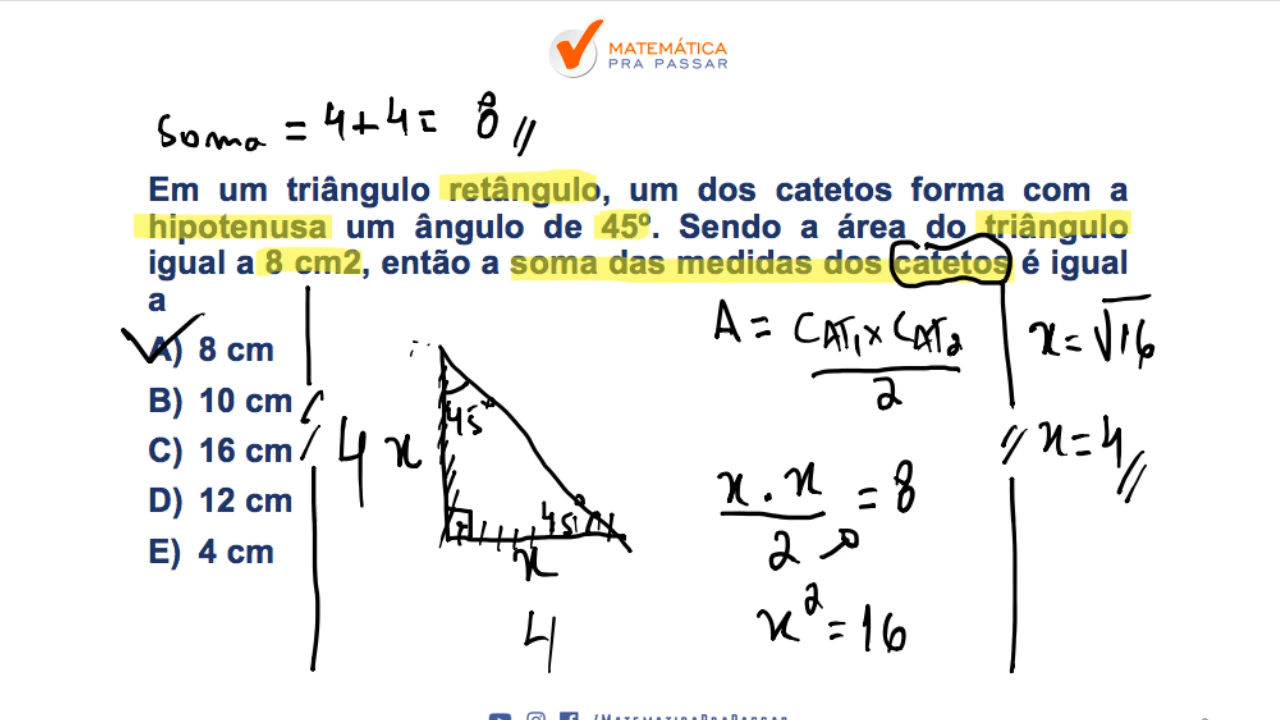 MATEMÁTICA
PRA PASSAR
Soma = 4+4= 8 //
Em um triângulo retângulo, um dos catetos forma com a
hipotenusa um ângulo de 45º. Sendo a área do triângulo
igual a 8 cm2, então a soma das medidas dos catetos é igual
a
A) 8 cm
B) 10 cm
C) 16 cm
D) 12 cm
E) 4 cm
45°
4 x
45°
x
4
A = CAT1 x CAT2
2
x . x = 8
2
x² = 16
x = √16
// x = 4 //
/MATEMATICAPRAPASSAR